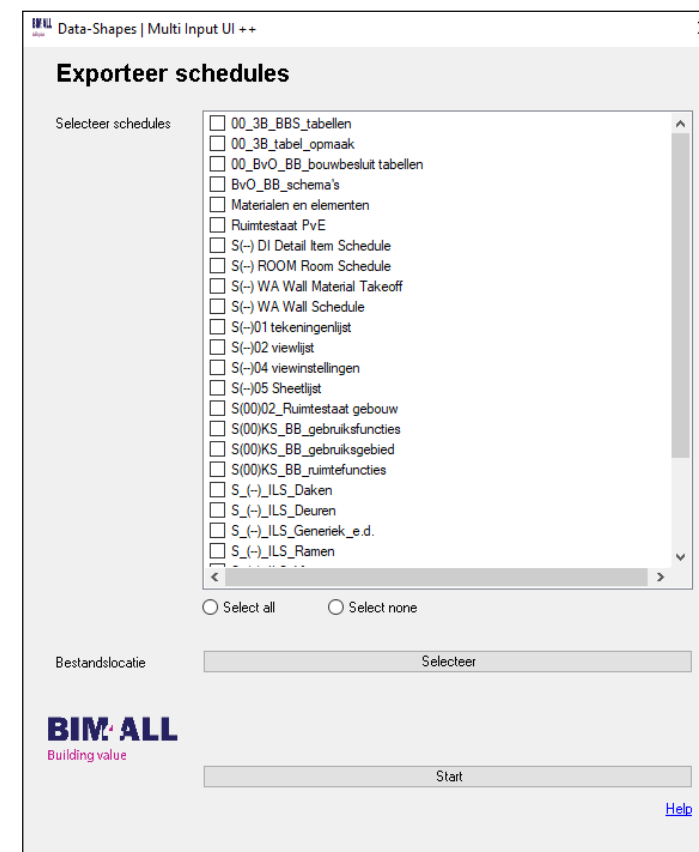 Data-Shapes | Multi Input UI ++
Exporteer schedules
Selecteer schedules
00_3B_BBS_tabellen
00_3B_tabel_opmaak
00_BvO_BB_bouwbesluit tabellen
BvO_BB_schema's
Materialen en elementen
Ruimtestaat PvE
S(--) DI Detail Item Schedule
S(--) ROOM Room Schedule
S(--) WA Wall Material Takeoff
S(--) WA Wall Schedule
S(--)01 tekeningenlijst
S(--)02 viewlijst
S(--)04 viewinstellingen
S(--)05 Sheetlijst
S(00)02_Ruimtestaat gebouw
S(00)KS_BB_gebruiksfuncties
S(00)KS_BB_gebruiksgebied
S(00)KS_BB_ruimtefuncties
S_(--)_ILS_Daken
S_(--)_ILS_Deuren
S_(--)_ILS_Generiek_e.d.
S_(--)_ILS_Ramen
Select all Select none
Bestandslocatie Selecteer
BIM4ALL
Building value
Start
Help